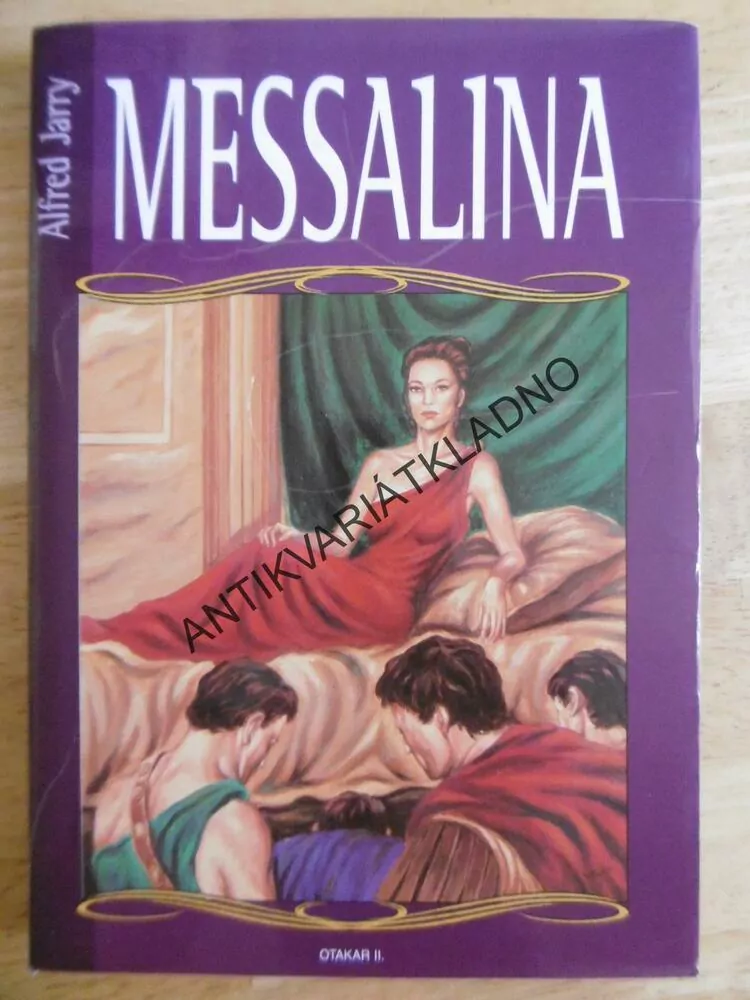 Alfred Jarry
MESSALINA
ANTIKVARIÁTKLADNO
OTAKAR II.